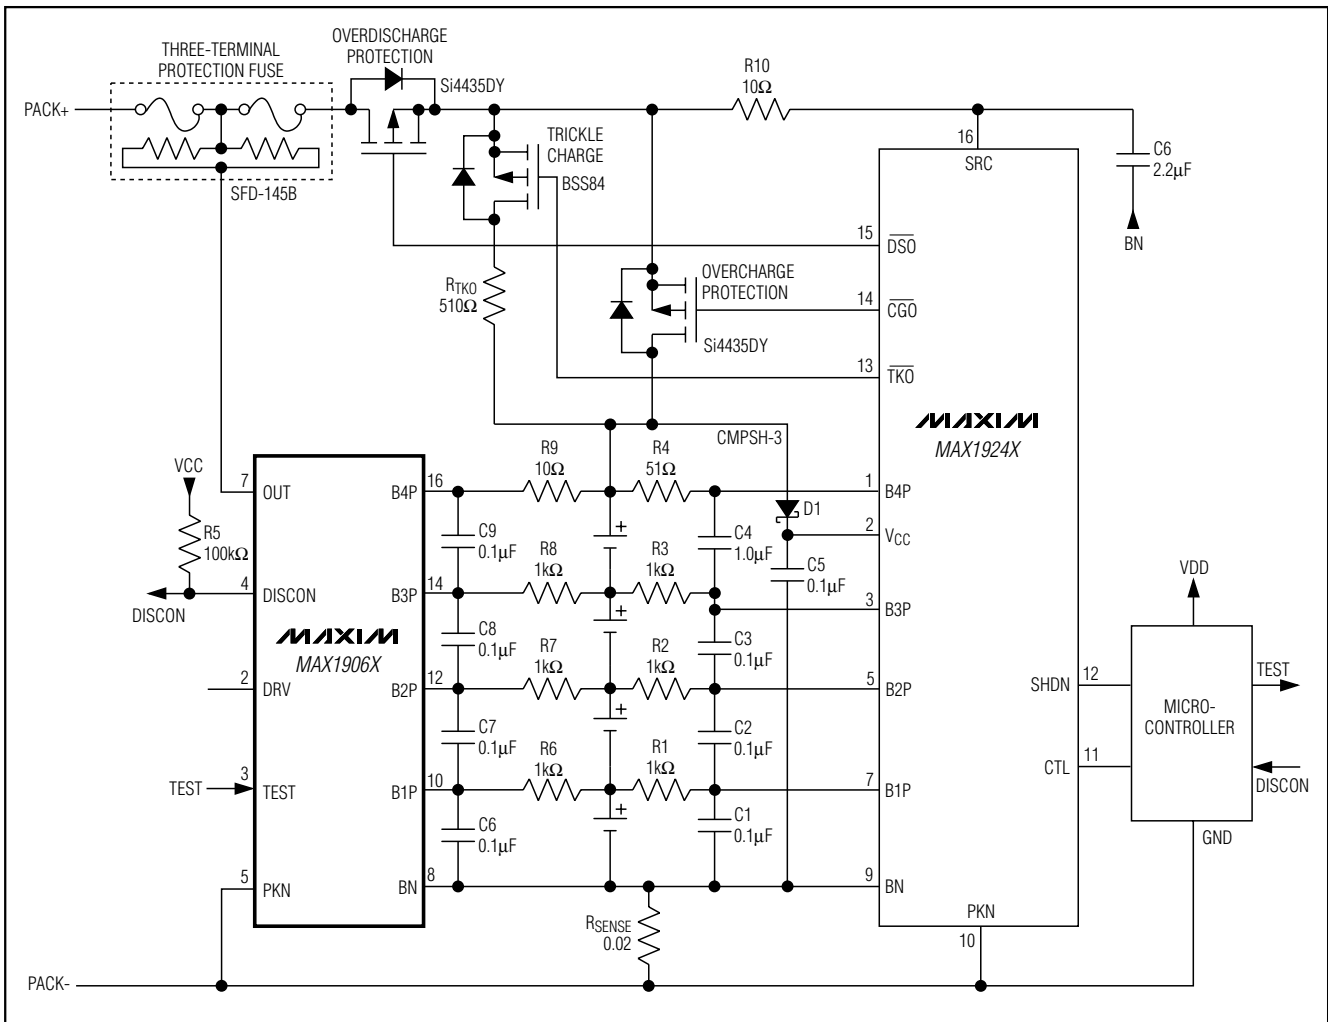 THREE-TERMINAL
PROTECTION FUSE
OVERDISCHARGE
PROTECTION
Si4435DY
R10
10Ω
PACK+
SFD-145B
TRICKLE
CHARGE
BSS84
16
SRC
C6
2.2µF
BN
15
DSO
RTKO
510Ω
OVERCHARGE
PROTECTION
14
CGO
Si4435DY
13
TKO
MAXIM
MAX1924X
CMPSH-3
VCC
R5
100kΩ
7
OUT
B4P
16
R9
10Ω
R4
51Ω
1
B4P
D1
2
VCC
C9
0.1µF
+
C4
1.0µF
C5
0.1µF
R8
1kΩ
R3
1kΩ
4
DISCON
DISCON
B3P
14
3
B3P
VDD
MAXIM
MAX1906X
C8
0.1µF
+
C3
0.1µF
R7
1kΩ
R2
1kΩ
2
DRV
B2P
12
5
B2P
SHDN
12
TEST
MICRO-
CONTROLLER
C7
0.1µF
+
C2
0.1µF
R6
1kΩ
R1
1kΩ
CTL
11
DISCON
TEST
3
TEST
B1P
10
7
B1P
C6
0.1µF
+
C1
0.1µF
GND
5
PKN
BN
8
9
BN
RSENSE
0.02
PKN
10
PACK-